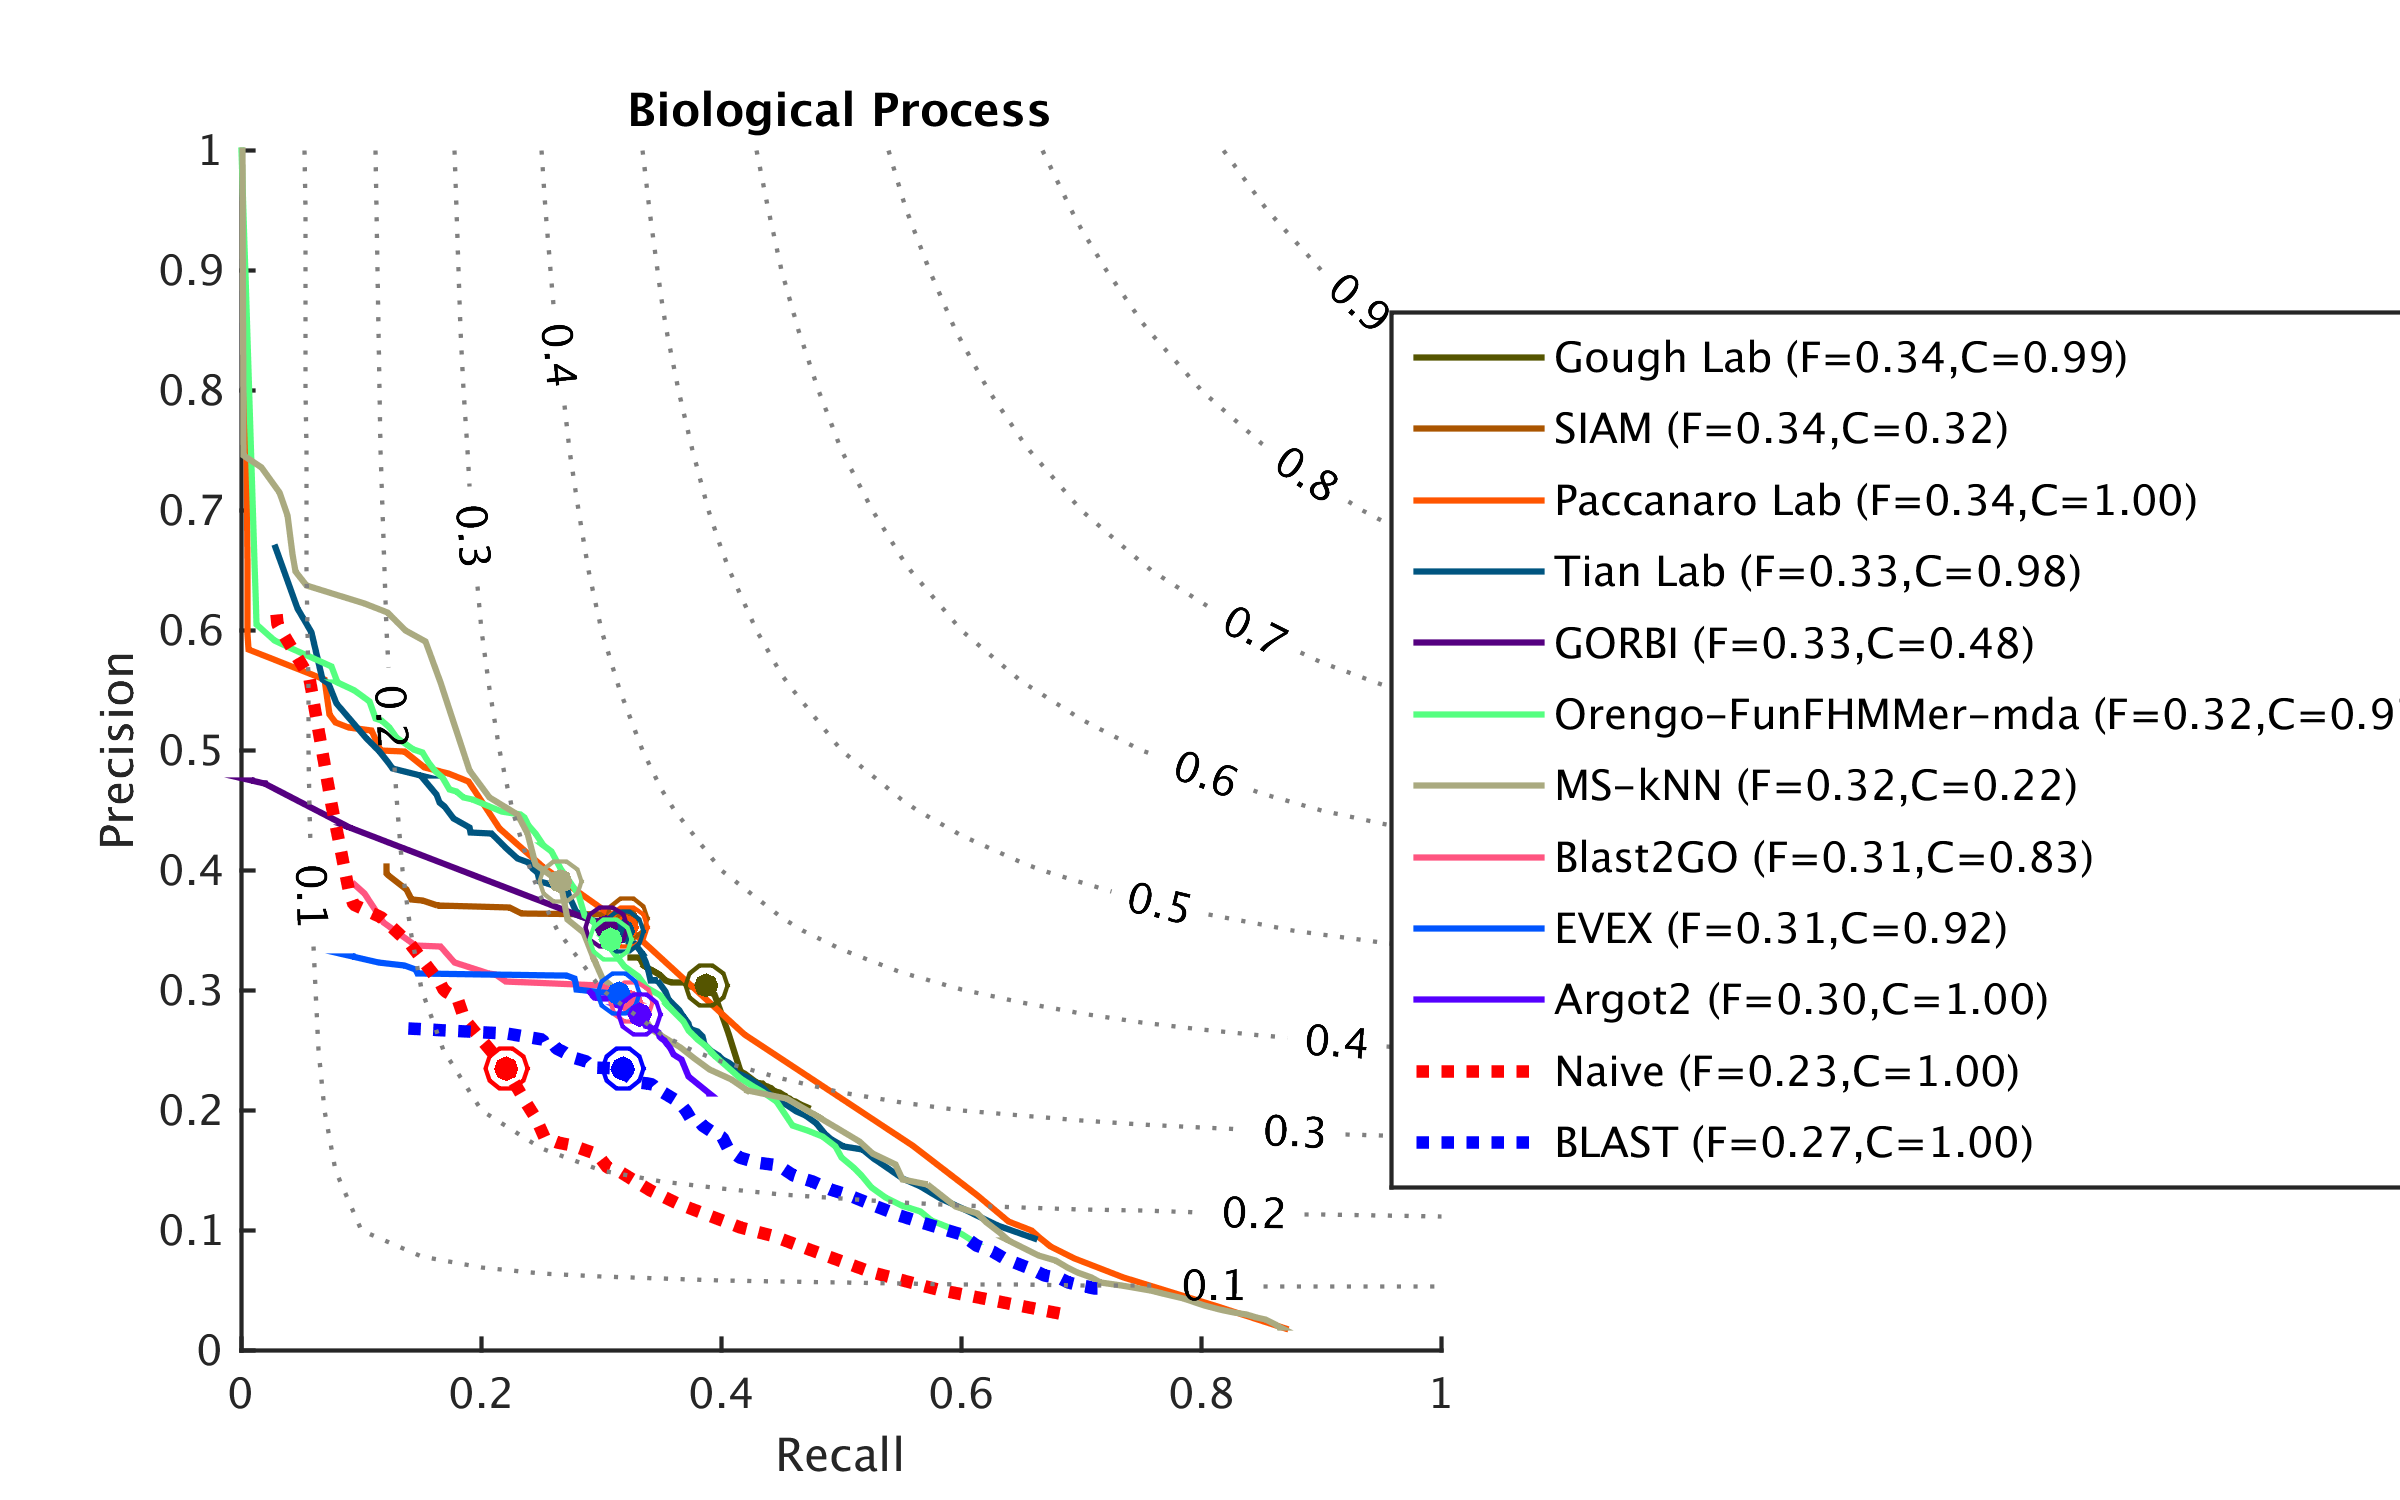 Biological Process
1
0.9
0.8
0.7
0.6
0.5
0.4
0.3
0.2
0.1
0
Precision
0
0.2
0.4
0.6
0.8
1
Recall
0.4
0.3
0.2
0.1
0.9
0.8
0.7
0.6
0.5
0.4
0.3
0.2
0.1
Gough Lab (F=0.34,C=0.99)
SIAM (F=0.34,C=0.32)
Paccanaro Lab (F=0.34,C=1.00)
Tian Lab (F=0.33,C=0.98)
GORBI (F=0.33,C=0.48)
Orengo-FunFHMMer-mda (F=0.32,C=0.9
MS-kNN (F=0.32,C=0.22)
Blast2GO (F=0.31,C=0.83)
EVEX (F=0.31,C=0.92)
Argot2 (F=0.30,C=1.00)
Naive (F=0.23,C=1.00)
BLAST (F=0.27,C=1.00)